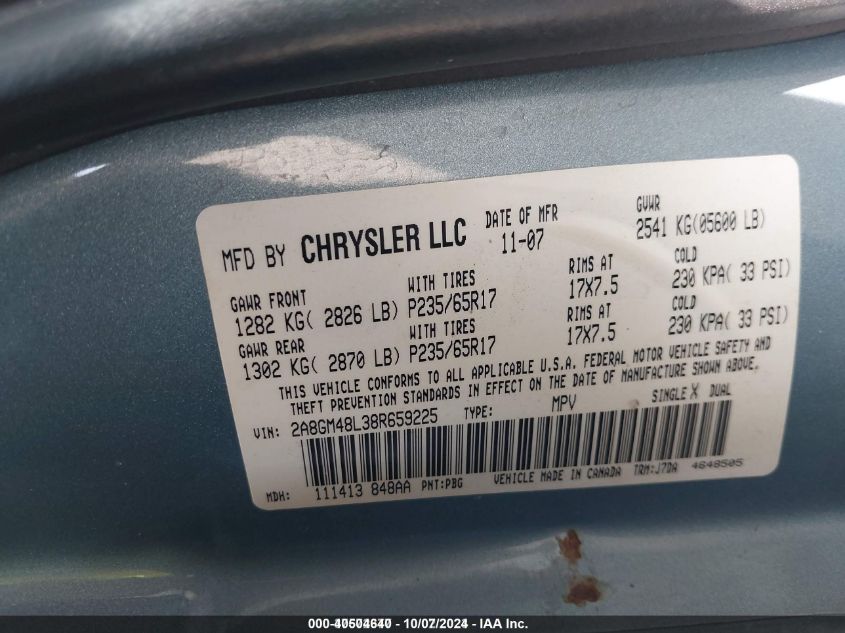 MFD BY CHRYSLER LLC DATE OF MFR 11-07 GVWR 2541 KG(05600 LB)
GAWR FRONT WITH TIRES RIMS AT COLD
1282 KG( 2826 LB) P235/65R17 17X7.5 230 KPA( 33 PSI)
GAWR REAR WITH TIRES RIMS AT COLD
1302 KG( 2870 LB) P235/65R17 17X7.5 230 KPA( 33 PSI)
THIS VEHICLE CONFORMS TO ALL APPLICABLE U.S.A. FEDERAL MOTOR VEHICLE SAFETY AND
THEFT PREVENTION STANDARDS IN EFFECT ON THE DATE OF MANUFACTURE SHOWN ABOVE.
VIN: 2A8GM48L38R659225 TYPE: MPV SINGLE X DUAL
MDH: 111413 848AA PNT:PBG VEHICLE MADE IN CANADA TRM:J7DA 4648505
10/07/2024 - IAA Inc.